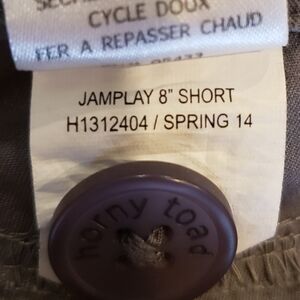 CYCLE DOUX
FER A REPASSER CHAUD
JAMPLAY 8" SHORT
H1312404 / SPRING 14
horny toad